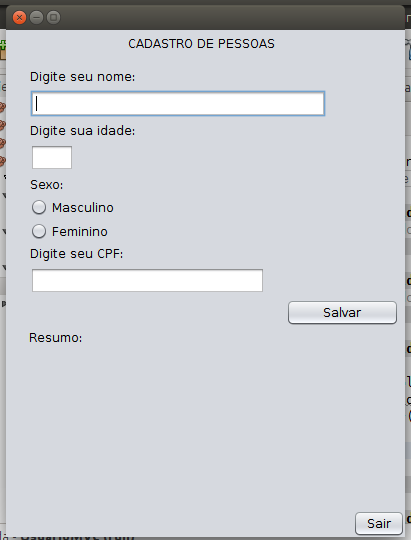 CADASTRO DE PESSOAS
Digite seu nome:
Digite sua idade:
Sexo:
Masculino
Feminino
Digite seu CPF:
Salvar
Resumo:
Sair